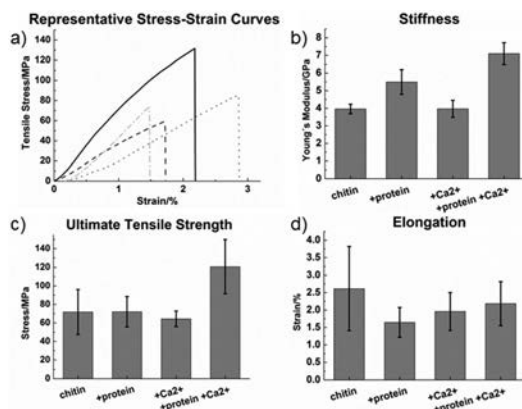 Representative Stress-Strain Curves
a)
Tensile Stress/MPa
140
120
100
80
60
40
20
0
0 1 2 3
Strain/%
Stiffness
b)
Young´s Modulus/GPa
8
7
6
5
4
3
2
1
0
chitin +protein +Ca2+ +protein +Ca2+
Ultimate Tensile Strength
c)
Stress/MPa
140
120
100
80
60
40
20
0
chitin +protein +Ca2+ +protein +Ca2+
Elongation
d)
Strain/%
4.0
3.5
3.0
2.5
2.0
1.5
1.0
0.5
0.0
chitin +protein +Ca2+ +protein +Ca2+